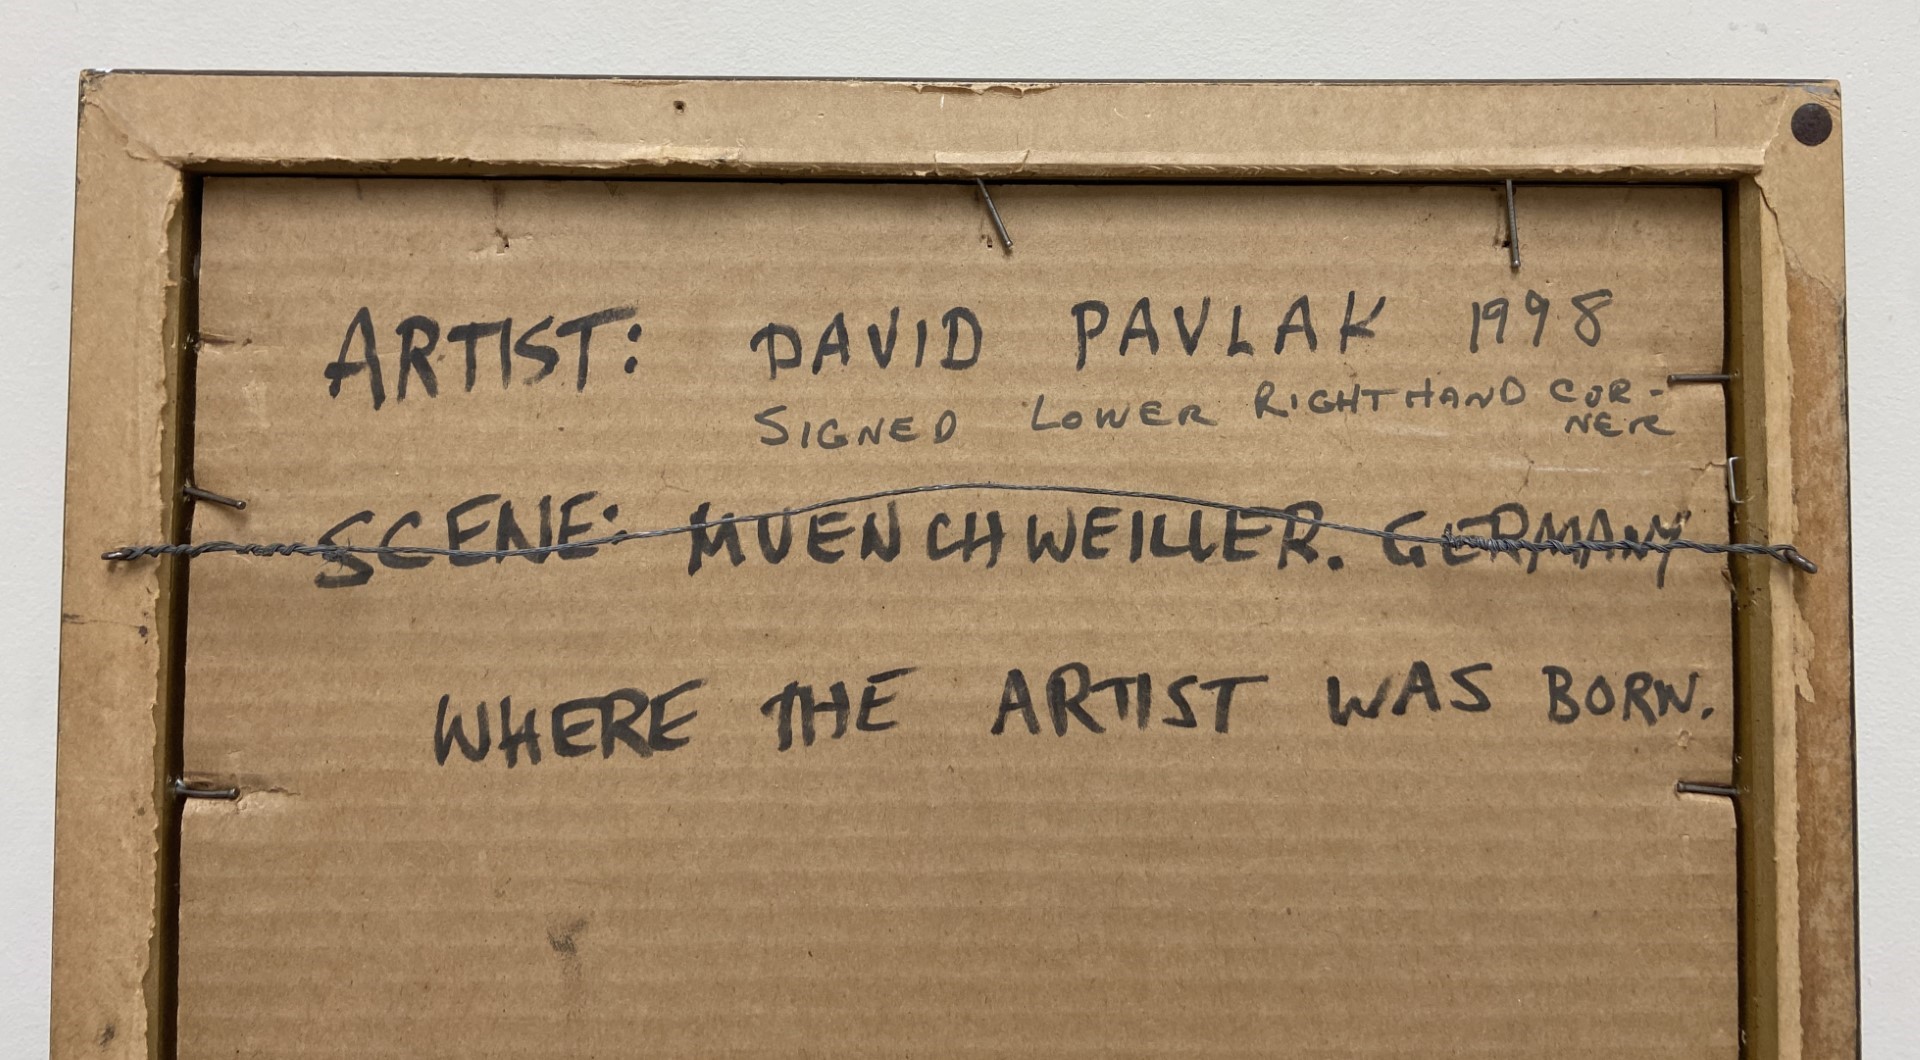 ARTIST: DAVID PAVLAK 1998
SIGNED LOWER RIGHT HAND COR-
NER
SCENE: MUENCHWEILLER. GERMANY
WHERE THE ARTIST WAS BORN.